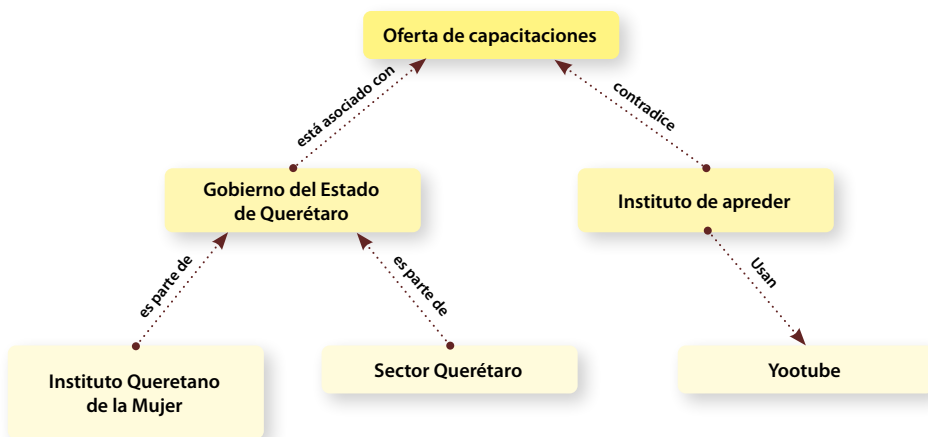 Oferta de capacitaciones
está asociado con
contradice
Gobierno del Estado
de Querétaro
Instituto de apreder
es parte de
es parte de
Usan
Instituto Queretano
de la Mujer
Sector Querétaro
Yootube